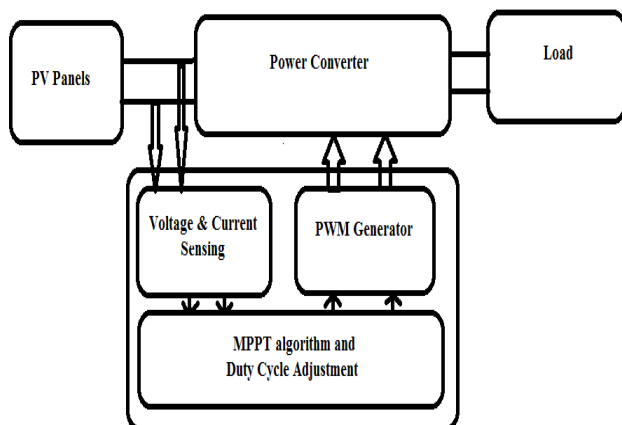 PV Panels
Power Converter
Load
Voltage & Current
Sensing
PWM Generator
MPPT algorithm and
Duty Cycle Adjustment